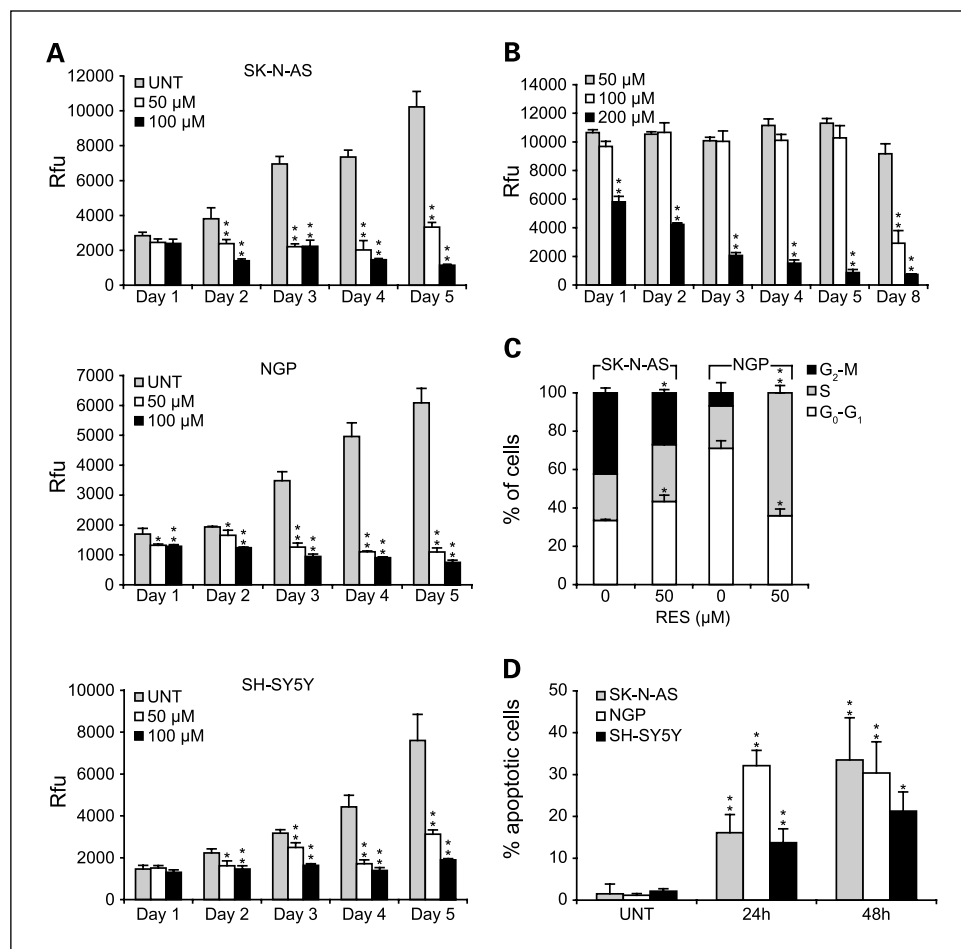 A
SK-N-AS
UNT
50 µM
100 µM
Rfu
12000
10000
8000
6000
4000
2000
0
** ** ** ** ** ** ** **
Day 1 Day 2 Day 3 Day 4 Day 5
NGP
UNT
50 µM
100 µM
Rfu
7000
6000
5000
4000
3000
2000
1000
0
* ** * ** ** ** ** ** ** **
Day 1 Day 2 Day 3 Day 4 Day 5
SH-SY5Y
UNT
50 µM
100 µM
Rfu
10000
8000
6000
4000
2000
0
* ** ** ** ** ** ** **
Day 1 Day 2 Day 3 Day 4 Day 5
B
50 µM
100 µM
200 µM
Rfu
14000
12000
10000
8000
6000
4000
2000
0
** ** ** ** ** ** **
Day 1 Day 2 Day 3 Day 4 Day 5 Day 8
C
SK-N-AS NGP
G₂-M
S
G₀-G₁
% of cells
100
80
60
40
20
0
* **
* *
0 50 0 50
RES (µM)
D
SK-N-AS
NGP
SH-SY5Y
% apoptotic cells
50
40
30
20
10
0
** ** ** ** ** *
UNT 24h 48h